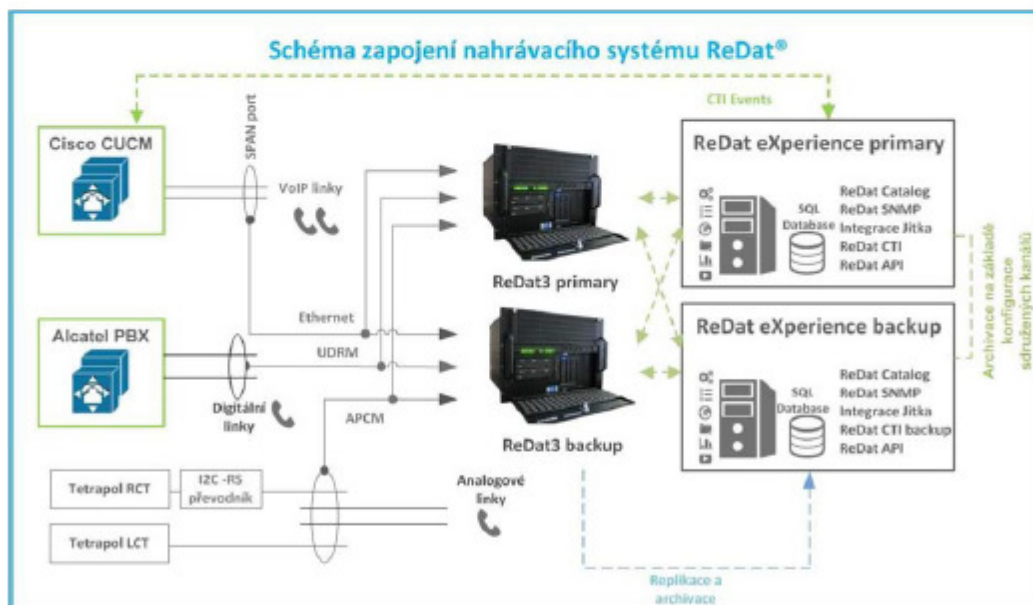 Schéma zapojení nahrávacího systému ReDat®
CTI Events
Cisco CUCM
SPAN port
VoIP linky
ReDat3 primary
ReDat eXperience primary
SQL
Database
ReDat Catalog
ReDat SNMP
Integrace Jitka
ReDat CTI
ReDat API
Archivace na základě
konfigurace
sdružených kanálů
Alcatel PBX
Ethernet
UDRM
Digitální
linky
APCM
ReDat3 backup
ReDat eXperience backup
SQL
Database
ReDat Catalog
ReDat SNMP
Integrace Jitka
ReDat CTI backup
ReDat API
Tetrapol RCT
I2C -RS
převodník
Analogové
linky
Tetrapol LCT
Replikace a
archivace